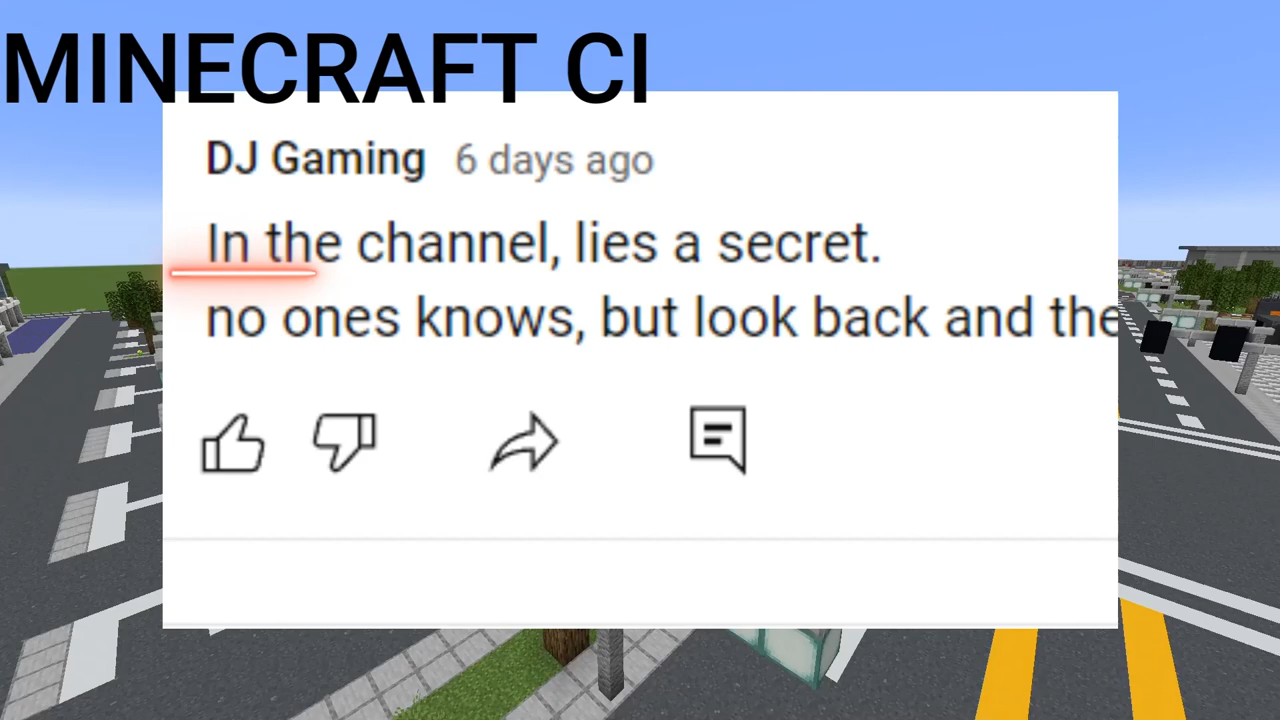 MINECRAFT CI
DJ Gaming 6 days ago
In the channel, lies a secret.
no ones knows, but look back and the